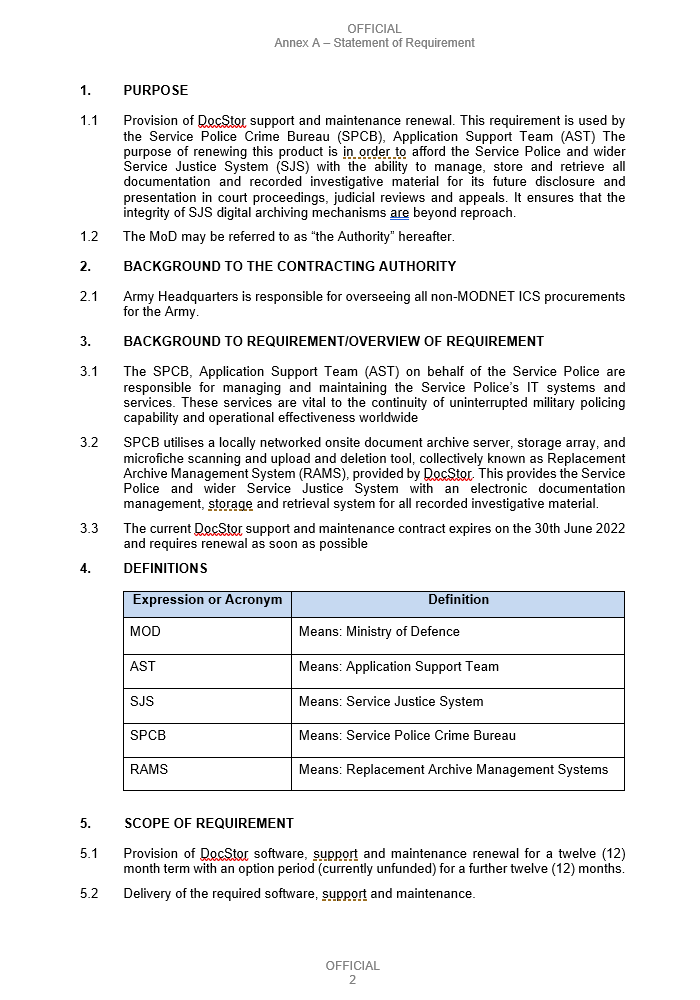 OFFICIAL
Annex A – Statement of Requirement
1. PURPOSE
1.1 Provision of DocStor support and maintenance renewal. This requirement is used by
the Service Police Crime Bureau (SPCB), Application Support Team (AST) The
purpose of renewing this product is in order to afford the Service Police and wider
Service Justice System (SJS) with the ability to manage, store and retrieve all
documentation and recorded investigative material for its future disclosure and
presentation in court proceedings, judicial reviews and appeals. It ensures that the
integrity of SJS digital archiving mechanisms are beyond reproach.
1.2 The MoD may be referred to as “the Authority” hereafter.
2. BACKGROUND TO THE CONTRACTING AUTHORITY
2.1 Army Headquarters is responsible for overseeing all non-MODNET ICS procurements
for the Army.
3. BACKGROUND TO REQUIREMENT/OVERVIEW OF REQUIREMENT
3.1 The SPCB, Application Support Team (AST) on behalf of the Service Police are
responsible for managing and maintaining the Service Police’s IT systems and
services. These services are vital to the continuity of uninterrupted military policing
capability and operational effectiveness worldwide
3.2 SPCB utilises a locally networked onsite document archive server, storage array, and
microfiche scanning and upload and deletion tool, collectively known as Replacement
Archive Management System (RAMS), provided by DocStor. This provides the Service
Police and wider Service Justice System with an electronic documentation
management, storage and retrieval system for all recorded investigative material.
3.3 The current DocStor support and maintenance contract expires on the 30th June 2022
and requires renewal as soon as possible
4. DEFINITIONS
Expression or Acronym Definition
MOD Means: Ministry of Defence
AST Means: Application Support Team
SJS Means: Service Justice System
SPCB Means: Service Police Crime Bureau
RAMS Means: Replacement Archive Management Systems
5. SCOPE OF REQUIREMENT
5.1 Provision of DocStor software, support and maintenance renewal for a twelve (12)
month term with an option period (currently unfunded) for a further twelve (12) months.
5.2 Delivery of the required software, support and maintenance.
OFFICIAL
2